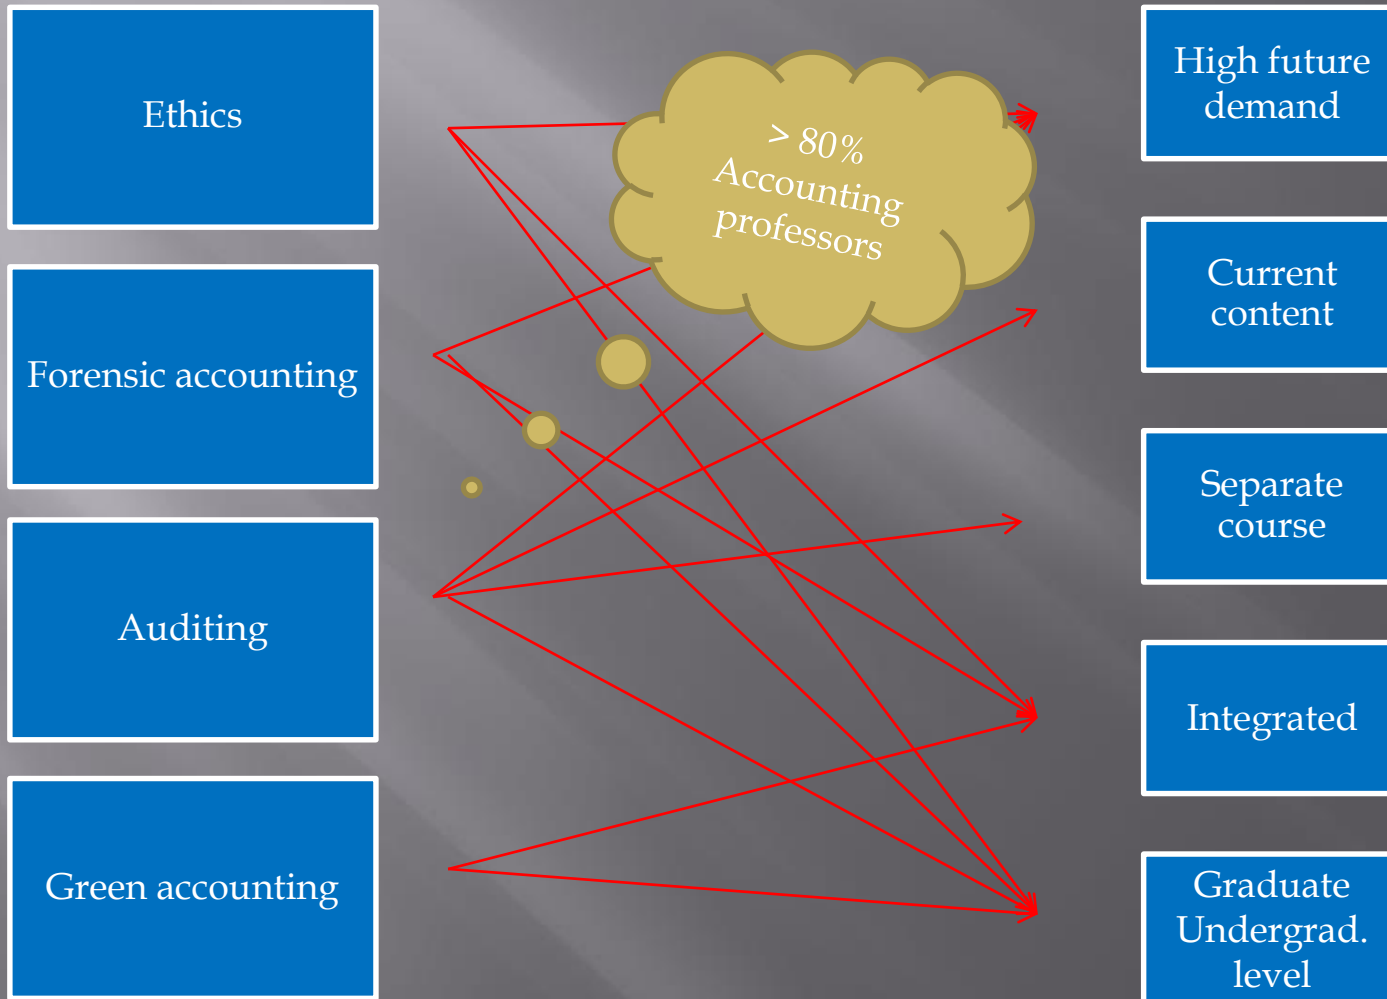 Ethics
Forensic accounting
Auditing
Green accounting
> 80%
Accounting
professors
High future
demand
Current
content
Separate
course
Integrated
Graduate
Undergrad.
level